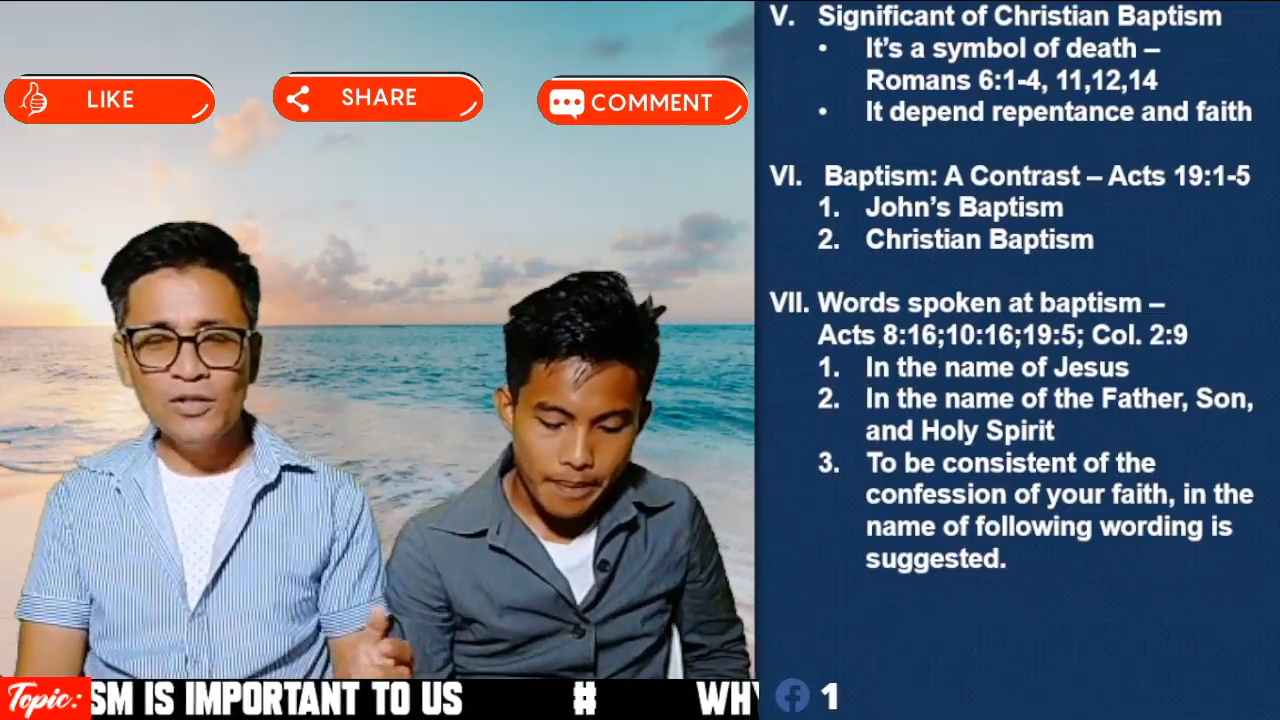 LIKE
SHARE
COMMENT
V. Significant of Christian Baptism
• It's a symbol of death –
Romans 6:1-4, 11,12,14
• It depend repentance and faith
VI. Baptism: A Contrast – Acts 19:1-5
1. John's Baptism
2. Christian Baptism
VII. Words spoken at baptism –
Acts 8:16;10:16;19:5; Col. 2:9
1. In the name of Jesus
2. In the name of the Father, Son,
and Holy Spirit
3. To be consistent of the
confession of your faith, in the
name of following wording is
suggested.
Topic: SM IS IMPORTANT TO US # WHY
1